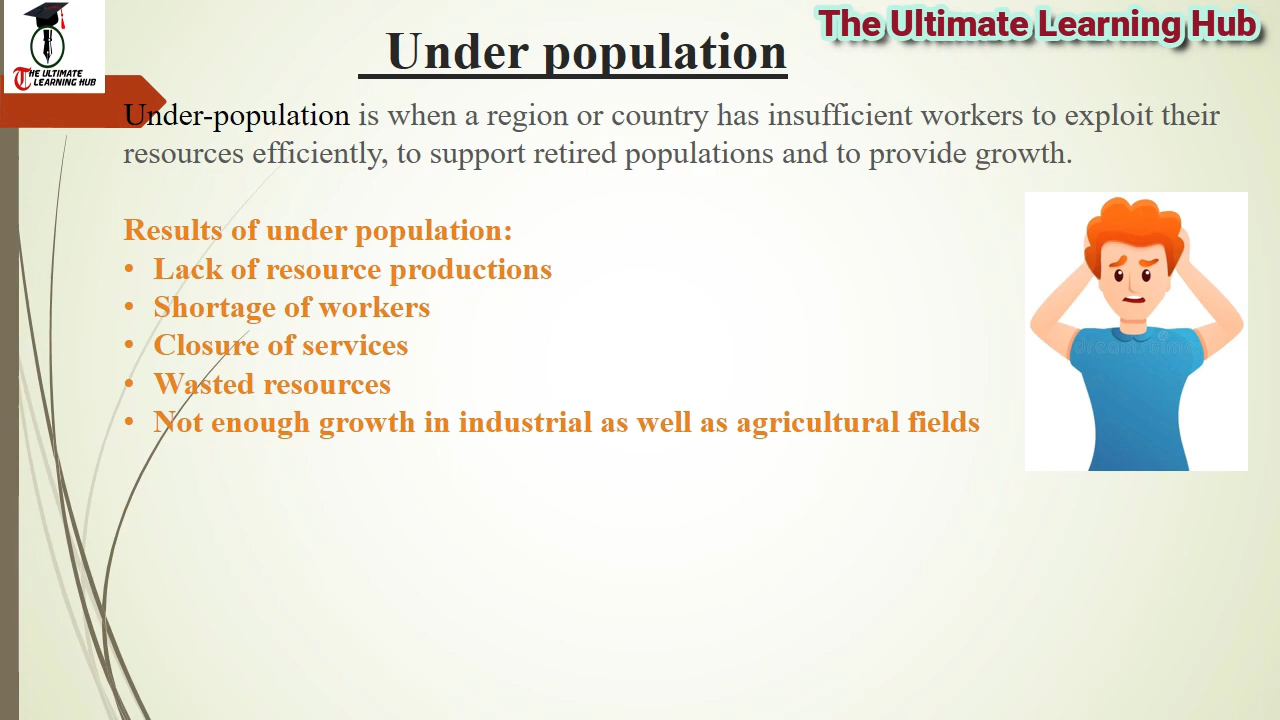 The Ultimate Learning Hub
Under population
THE ULTIMATE
LEARNING HUB
Under-population is when a region or country has insufficient workers to exploit their
resources efficiently, to support retired populations and to provide growth.
Results of under population:
• Lack of resource productions
• Shortage of workers
• Closure of services
• Wasted resources
• Not enough growth in industrial as well as agricultural fields
dreamstime